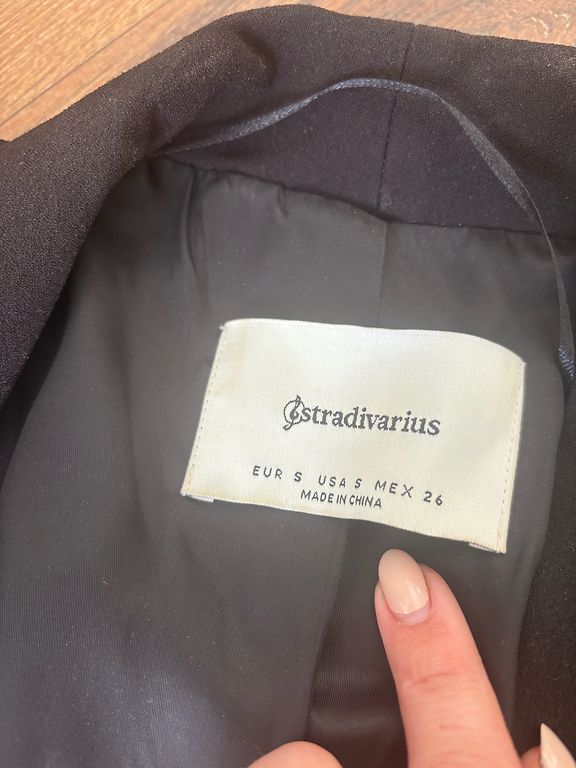 stradivarius
EUR S USA S MEX 26
MADE IN CHINA